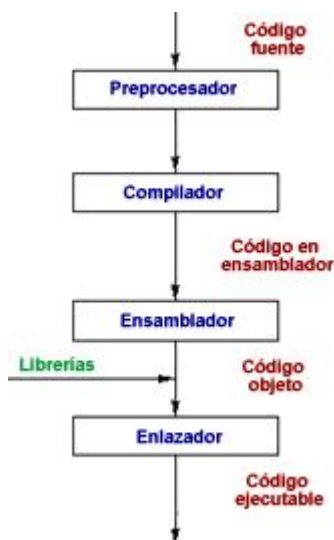 Código
fuente
Preprocesador
Compilador
Código en
ensamblador
Ensamblador
Librerías
Código
objeto
Enlazador
Código
ejecutable